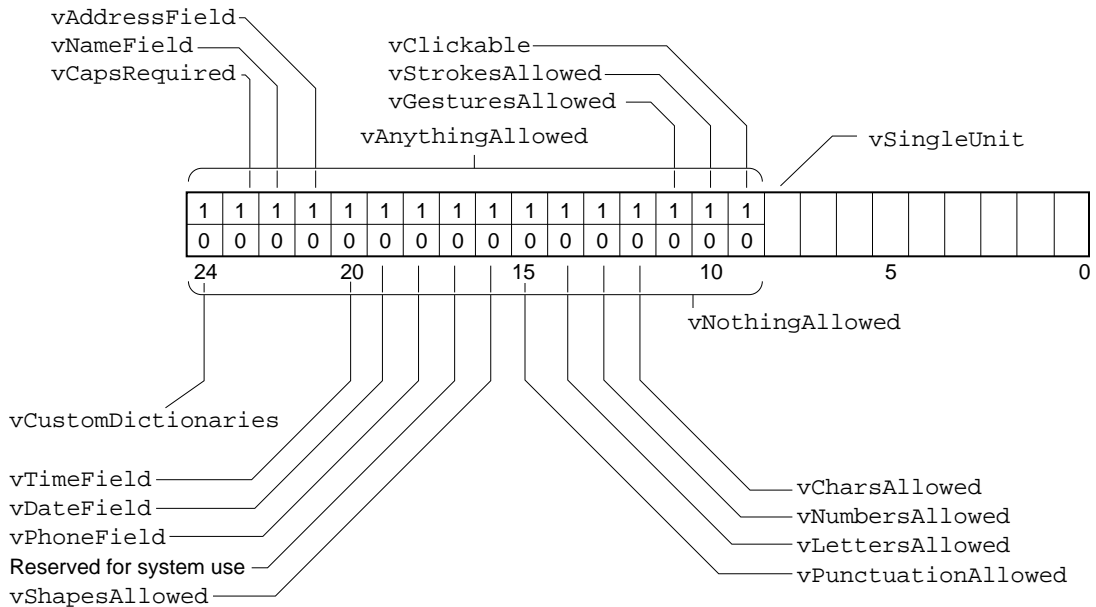 vAddressField
vNameField
vCapsRequired
vClickable
vStrokesAllowed
vGesturesAllowed
vAnythingAllowed
vSingleUnit
1 1 1 1 1 1 1 1 1 1 1 1 1 1 1 1
0 0 0 0 0 0 0 0 0 0 0 0 0 0 0 0
24 20 15 10 5 0
vNothingAllowed
vCustomDictionaries
vTimeField
vDateField
vPhoneField
Reserved for system use
vShapesAllowed
vCharsAllowed
vNumbersAllowed
vLettersAllowed
vPunctuationAllowed